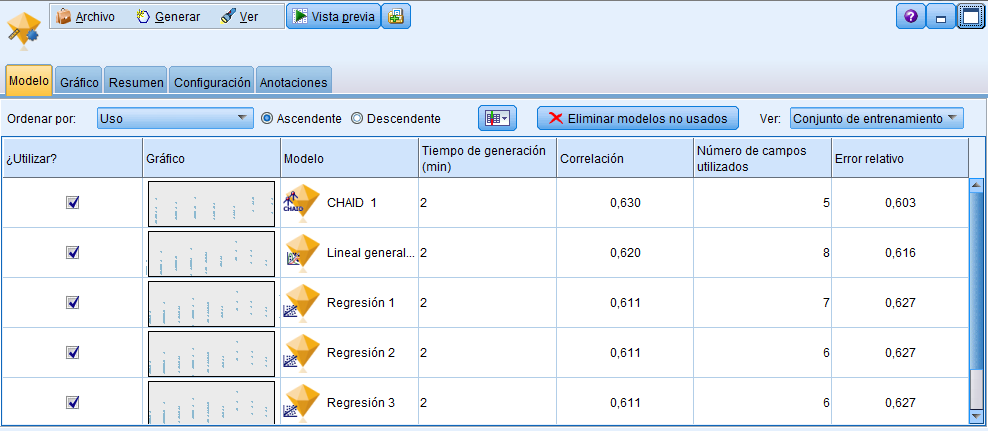 Archivo Generar Ver Vista previa
Modelo Gráfico Resumen Configuración Anotaciones
Ordenar por: Uso Ascendente Descendente Eliminar modelos no usados Ver: Conjunto de entrenamiento
¿Utilizar? Gráfico Modelo Tiempo de generación (min) Correlación Número de campos utilizados Error relativo
CHAID CHAID 1 2 0,630 5 0,603
Lineal general... 2 0,620 8 0,616
Regresión 1 2 0,611 7 0,627
Regresión 2 2 0,611 6 0,627
Regresión 3 2 0,611 6 0,627